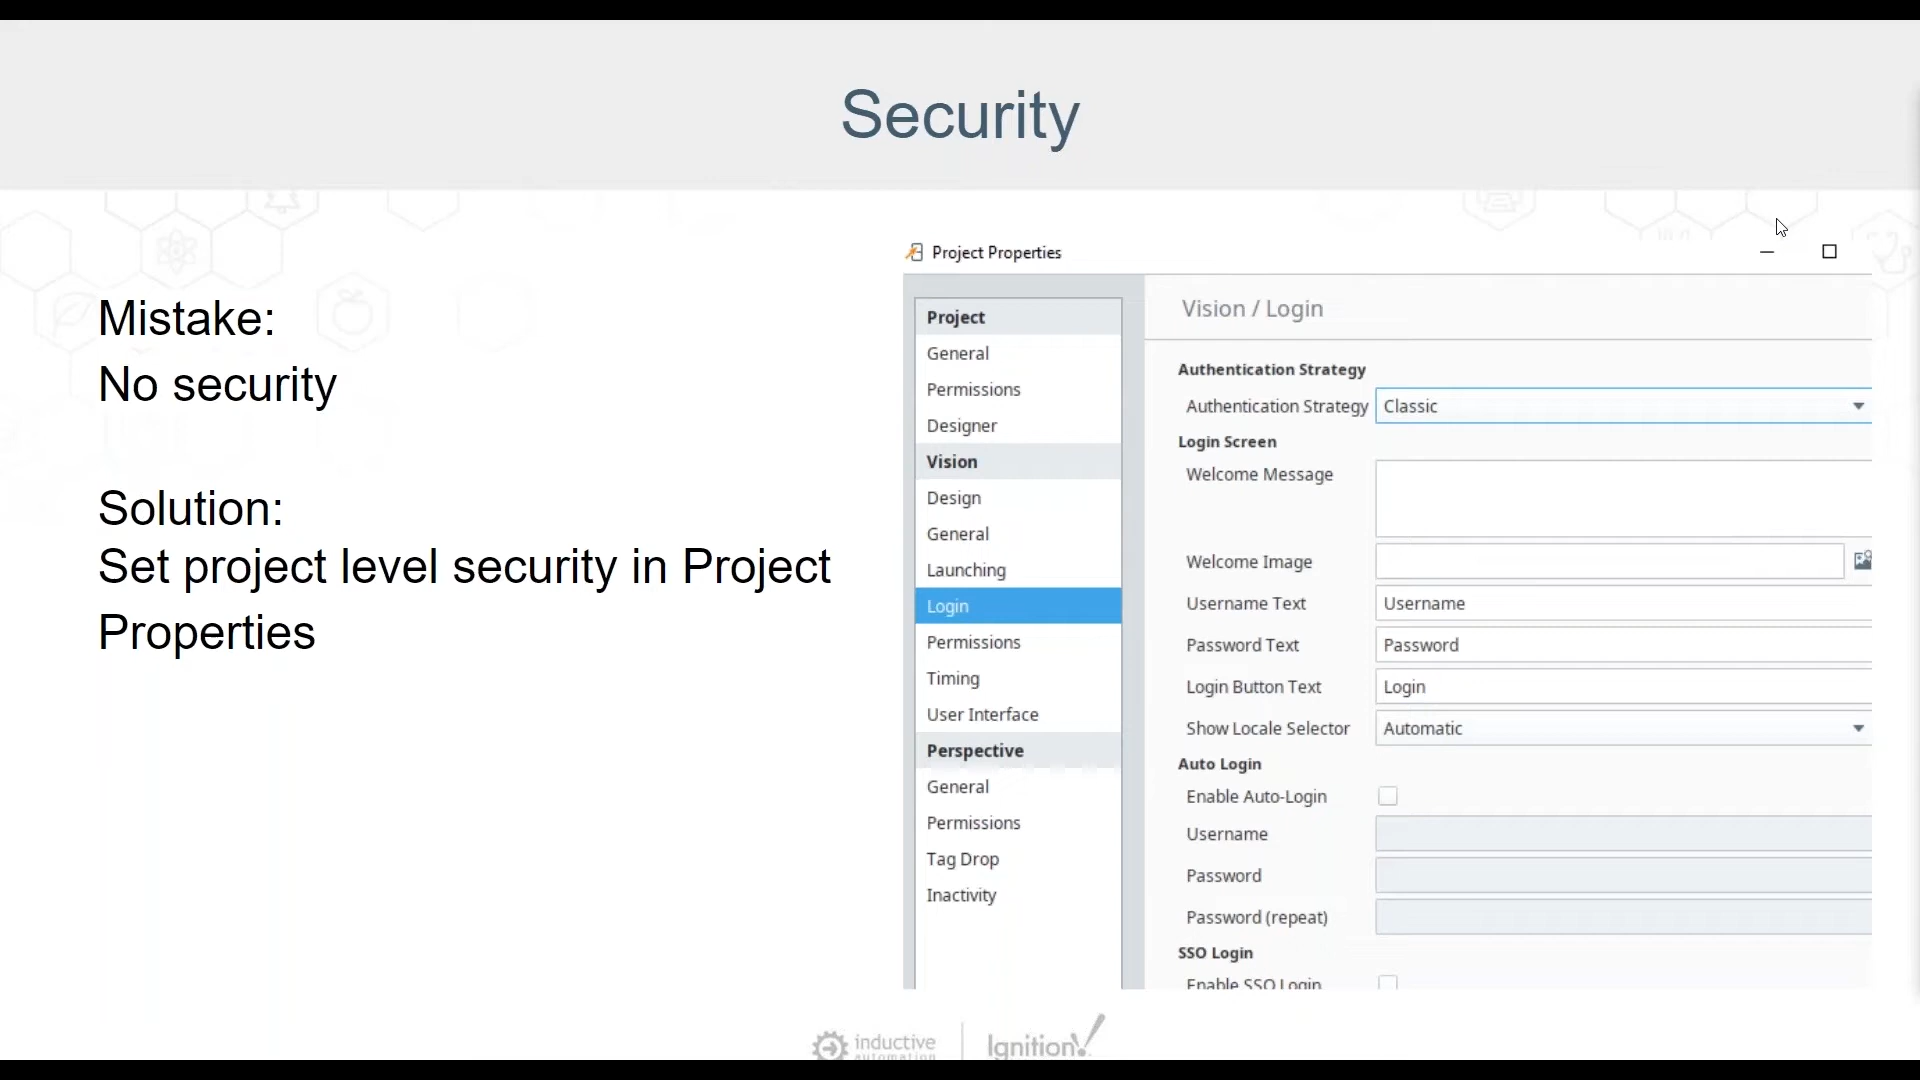 Security
Mistake:
No security
Solution:
Set project level security in Project
Properties
Project Properties
Project
General
Permissions
Designer
Vision
Design
General
Launching
Login
Permissions
Timing
User Interface
Perspective
General
Permissions
Tag Drop
Inactivity
Vision / Login
Authentication Strategy
Authentication Strategy Classic
Login Screen
Welcome Message
Welcome Image
Username Text Username
Password Text Password
Login Button Text Login
Show Locale Selector Automatic
Auto Login
Enable Auto-Login
Username
Password
Password (repeat)
SSO Login
Enable SSO Login
inductive
automation
Ignition!